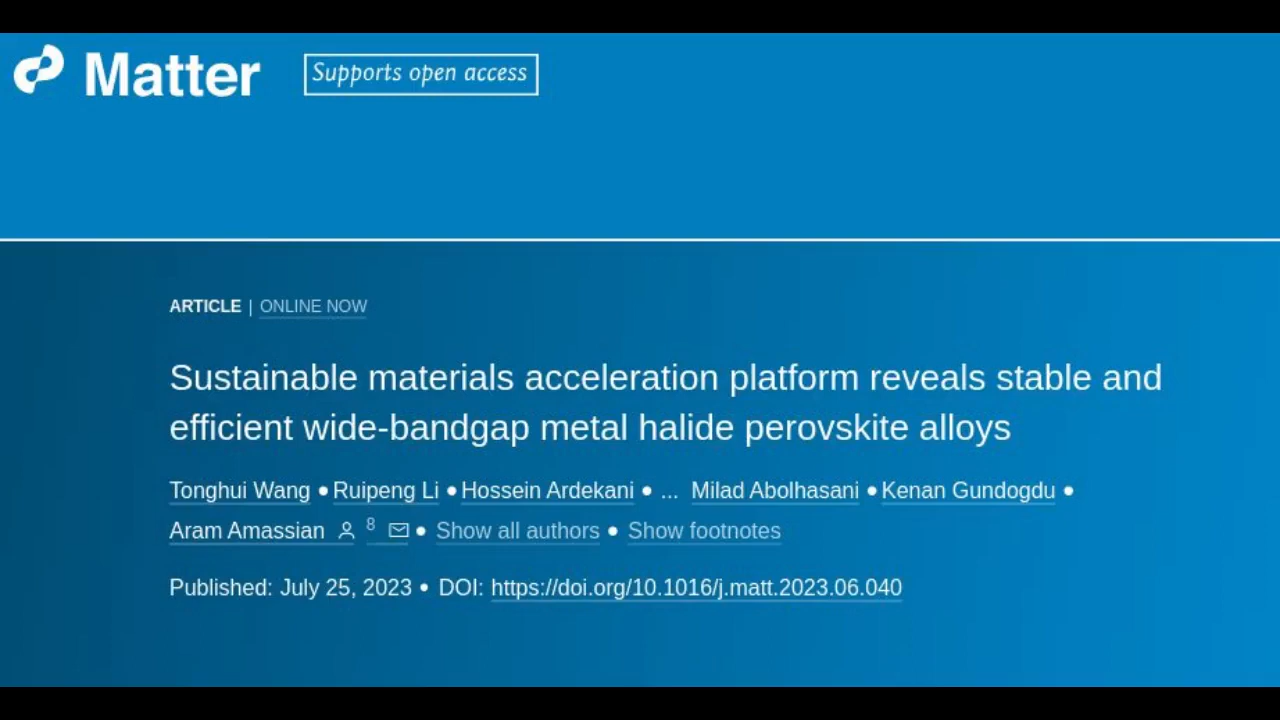 Matter
Supports open access
ARTICLE | ONLINE NOW
Sustainable materials acceleration platform reveals stable and
efficient wide-bandgap metal halide perovskite alloys
Tonghui Wang • Ruipeng Li • Hossein Ardekani • ... Milad Abolhasani • Kenan Gundogdu •
Aram Amassian 8 • Show all authors • Show footnotes
Published: July 25, 2023 • DOI: https://doi.org/10.1016/j.matt.2023.06.040